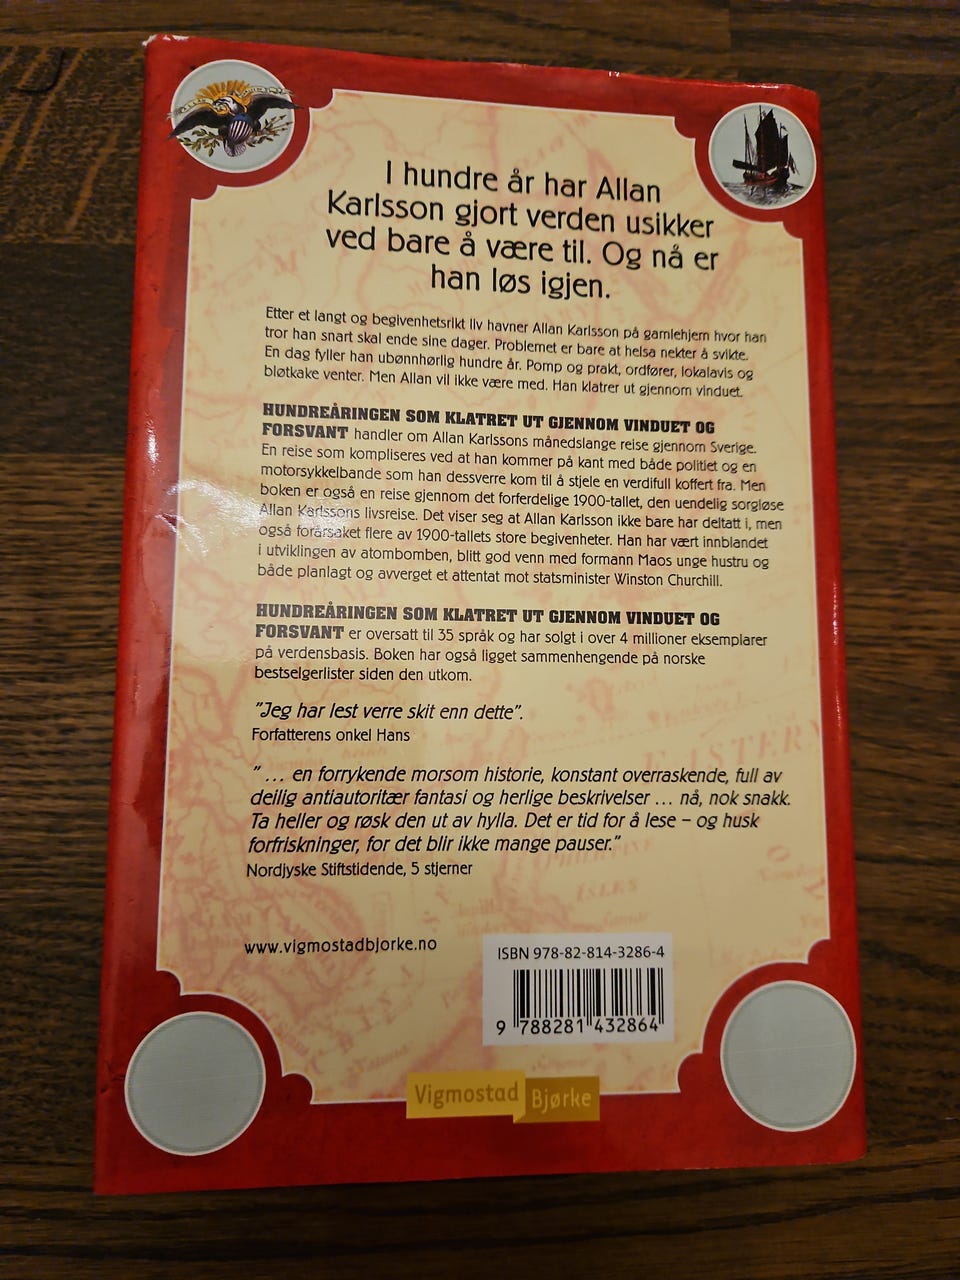 I hundre år har Allan
Karlsson gjort verden usikker
ved bare å være til. Og nå er
han løs igjen.
Etter et langt og begivenhetsrikt liv havner Allan Karlsson på gamlehjem hvor han
tror han snart skal ende sine dager. Problemet er bare at helsa nekter å svikte.
En dag fyller han ubønnhørlig hundre år. Pomp og prakt, ordfører, lokalavis og
bløtkake venter. Men Allan vil ikke være med. Han klatrer ut gjennom vinduet.
HUNDREÅRINGEN SOM KLATRET UT GJENNOM VINDUET OG
FORSVANT handler om Allan Karlssons månedslange reise gjennom Sverige.
En reise som kompliseres ved at han kommer på kant med både politiet og en
motorsykkelbande som han dessverre kom til å stjele en verdifull koffert fra. Men
boken er også en reise gjennom det forferdelige 1900-tallet, den uendelig sorgløse
Allan Karlssons livsreise. Det viser seg at Allan Karlsson ikke bare har deltatt i, men
også forårsaket flere av 1900-tallets store begivenheter. Han har vært innblandet
i utviklingen av atombomben, blitt god venn med formann Maos unge hustru og
både planlagt og avverget et attentat mot statsminister Winston Churchill.
HUNDREÅRINGEN SOM KLATRET UT GJENNOM VINDUET OG
FORSVANT er oversatt til 35 språk og har solgt i over 4 millioner eksemplarer
på verdensbasis. Boken har også ligget sammenhengende på norske
bestselgerlister siden den utkom.
"Jeg har lest verre skit enn dette".
Forfatterens onkel Hans
" ... en forrykende morsom historie, konstant overraskende, full av
deilig antiautoritær fantasi og herlige beskrivelser ... nå, nok snakk.
Ta heller og røsk den ut av hylla. Det er tid for å lese – og husk
forfriskninger, for det blir ikke mange pauser."
Nordjyske Stiftstidende, 5 stjerner
EASTERN
PHILIPPINE
ISLES
www.vigmostadbjorke.no
ISBN 978-82-814-3286-4
9 788281 432864
Vigmostad
Bjørke